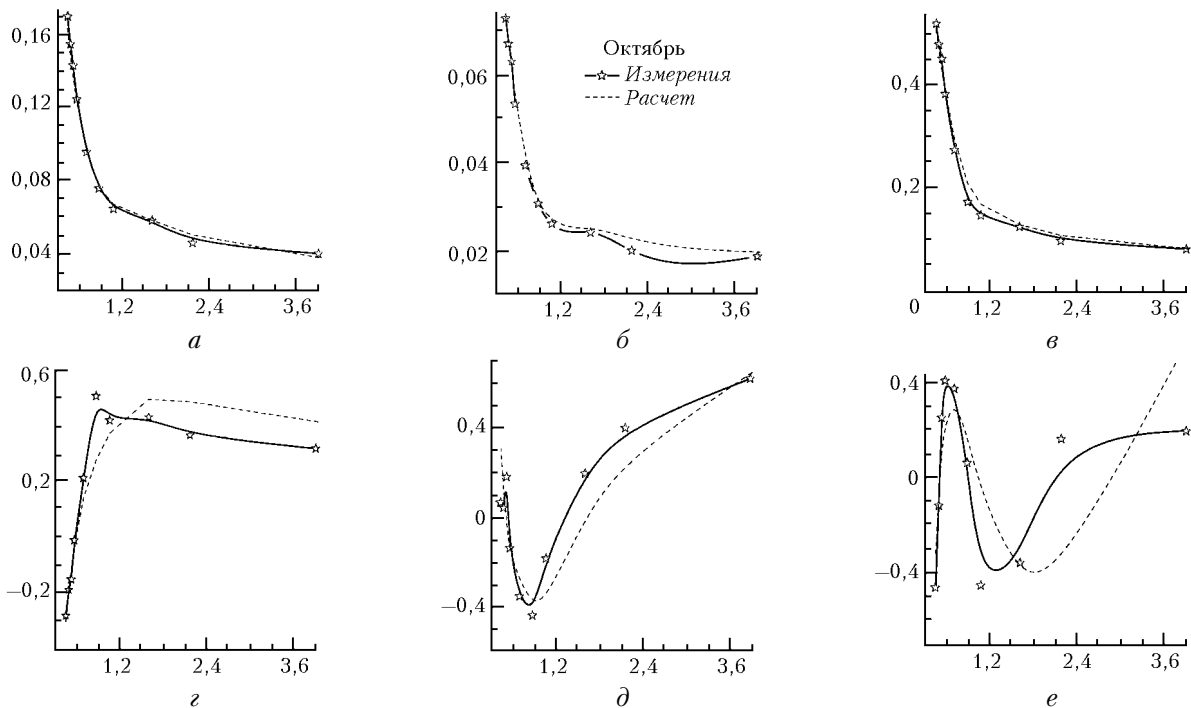 0,16
0,12
0,08
0,04
1,2 2,4 3,6
а
0,06
0,04
0,02
Октябрь
Измерения
Расчет
1,2 2,4 3,6
б
0,4
0,2
0 1,2 2,4 3,6
в
0,6
0,2
−0,2
1,2 2,4 3,6
г
0,4
0
−0,4
1,2 2,4 3,6
д
0,4
0
−0,4
1,2 2,4 3,6
е